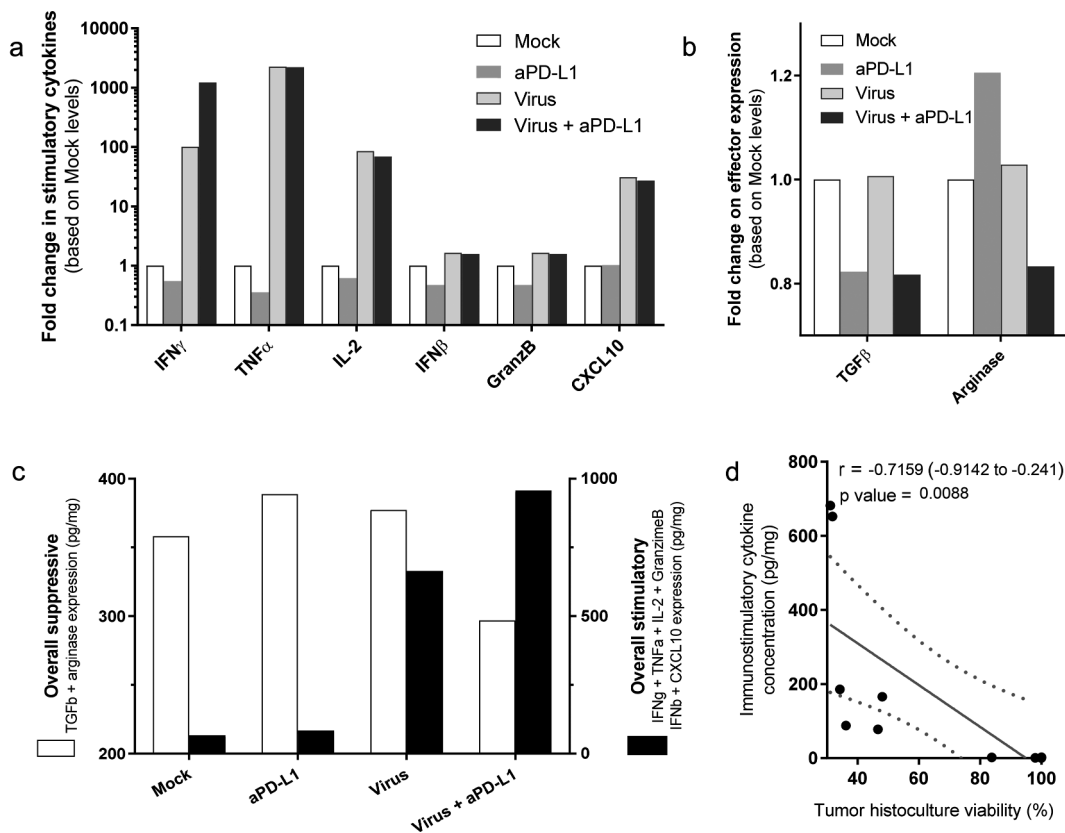 a
Fold change in stimulatory cytokines
(based on Mock levels)
10000
1000
100
10
1
0.1
IFNγ
TNFα
IL-2
IFNβ
GranzB
CXCL10
Mock
aPD-L1
Virus
Virus + aPD-L1
b
Fold change on effector expression
(based on Mock levels)
1.2
1.0
0.8
TGFβ
Arginase
Mock
aPD-L1
Virus
Virus + aPD-L1
c
Overall suppressive
TGFb + arginase expression (pg/mg)
400
300
200
Mock
aPD-L1
Virus
Virus + aPD-L1
1000
500
0
Overall stimulatory
IFNg + TNFa + IL-2 + GranzimeB
IFNb + CXCL10 expression (pg/mg)
d
Immunostimulatory cytokine
concentration (pg/mg)
800
600
400
200
0
r = -0.7159 (-0.9142 to -0.241)
p value = 0.0088
40
60
80
100
Tumor histoculture viability (%)